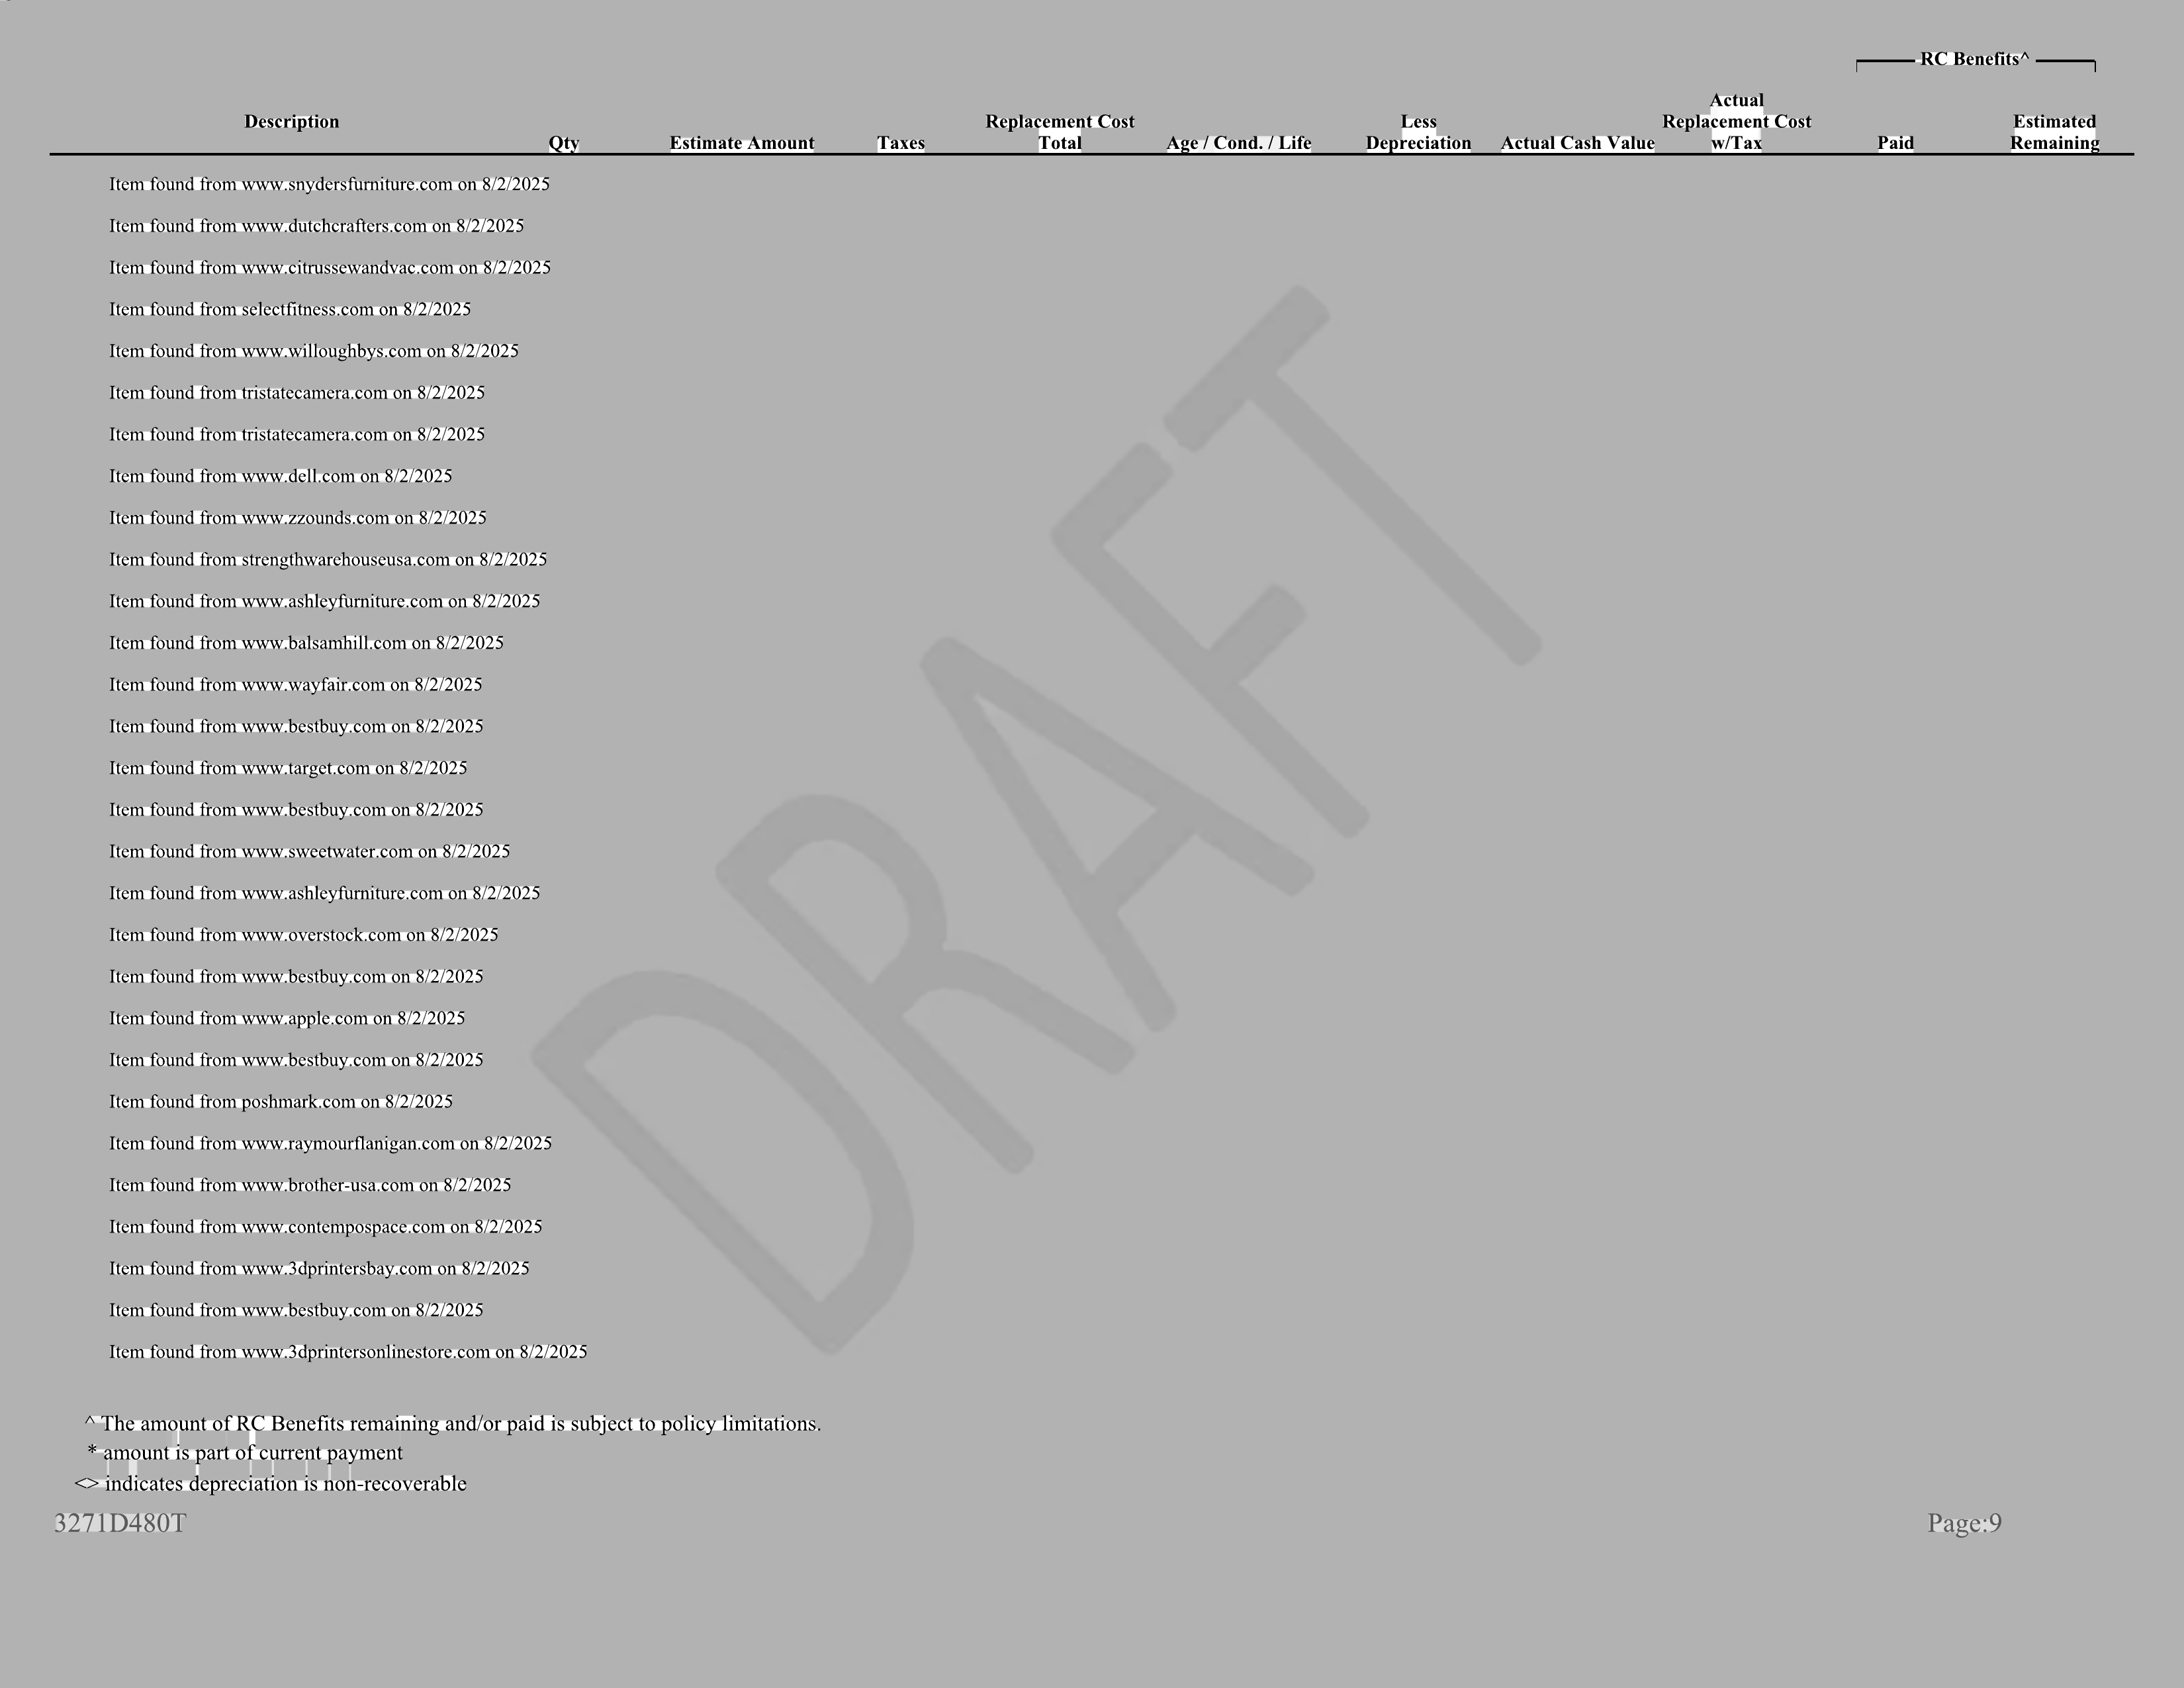 RC Benefits^
Actual
Description Replacement Cost Less Replacement Cost Estimated
Qty Estimate Amount Taxes Total Age / Cond. / Life Depreciation Actual Cash Value w/Tax Paid Remaining
Item found from www.snydersfurniture.com on 8/2/2025
Item found from www.dutchcrafters.com on 8/2/2025
Item found from www.citrussewandvac.com on 8/2/2025
Item found from selectfitness.com on 8/2/2025
Item found from www.willoughbys.com on 8/2/2025
Item found from tristatecamera.com on 8/2/2025
Item found from tristatecamera.com on 8/2/2025
Item found from www.dell.com on 8/2/2025
Item found from www.zzounds.com on 8/2/2025
Item found from strengthwarehouseusa.com on 8/2/2025
Item found from www.ashleyfurniture.com on 8/2/2025
Item found from www.balsamhill.com on 8/2/2025
Item found from www.wayfair.com on 8/2/2025
Item found from www.bestbuy.com on 8/2/2025
Item found from www.target.com on 8/2/2025
Item found from www.bestbuy.com on 8/2/2025
Item found from www.sweetwater.com on 8/2/2025
Item found from www.ashleyfurniture.com on 8/2/2025
Item found from www.overstock.com on 8/2/2025
Item found from www.bestbuy.com on 8/2/2025
Item found from www.apple.com on 8/2/2025
Item found from www.bestbuy.com on 8/2/2025
Item found from poshmark.com on 8/2/2025
Item found from www.raymourflanigan.com on 8/2/2025
Item found from www.brother-usa.com on 8/2/2025
Item found from www.contempospace.com on 8/2/2025
Item found from www.3dprintersbay.com on 8/2/2025
Item found from www.bestbuy.com on 8/2/2025
Item found from www.3dprintersonlinestore.com on 8/2/2025
DRAFT
^ The amount of RC Benefits remaining and/or paid is subject to policy limitations.
* amount is part of current payment
<> indicates depreciation is non-recoverable
3271D480T Page:9